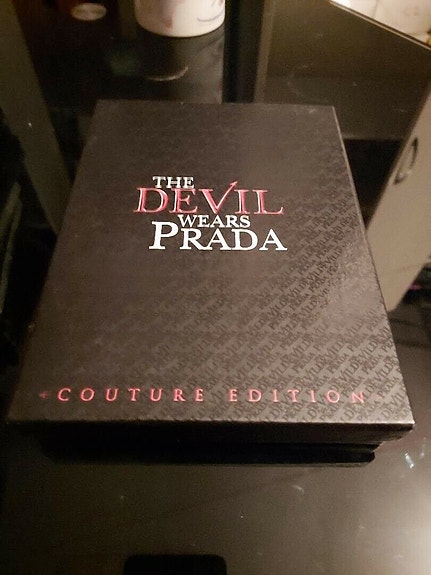 THE
DEVIL
WEARS
PRADA
COUTURE EDITION